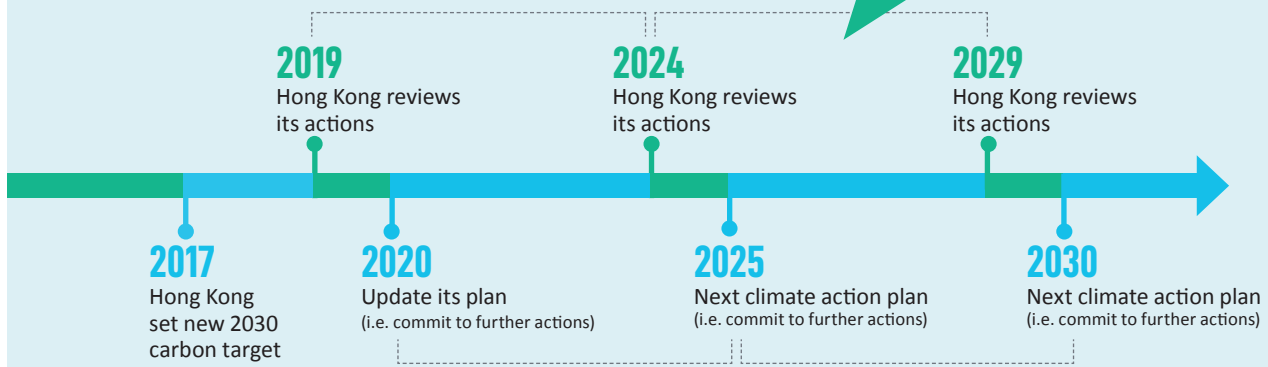 2019
Hong Kong reviews
its actions
2024
Hong Kong reviews
its actions
2029
Hong Kong reviews
its actions
2017
Hong Kong
set new 2030
carbon target
2020
Update its plan
(i.e. commit to further actions)
2025
Next climate action plan
(i.e. commit to further actions)
2030
Next climate action plan
(i.e. commit to further actions)